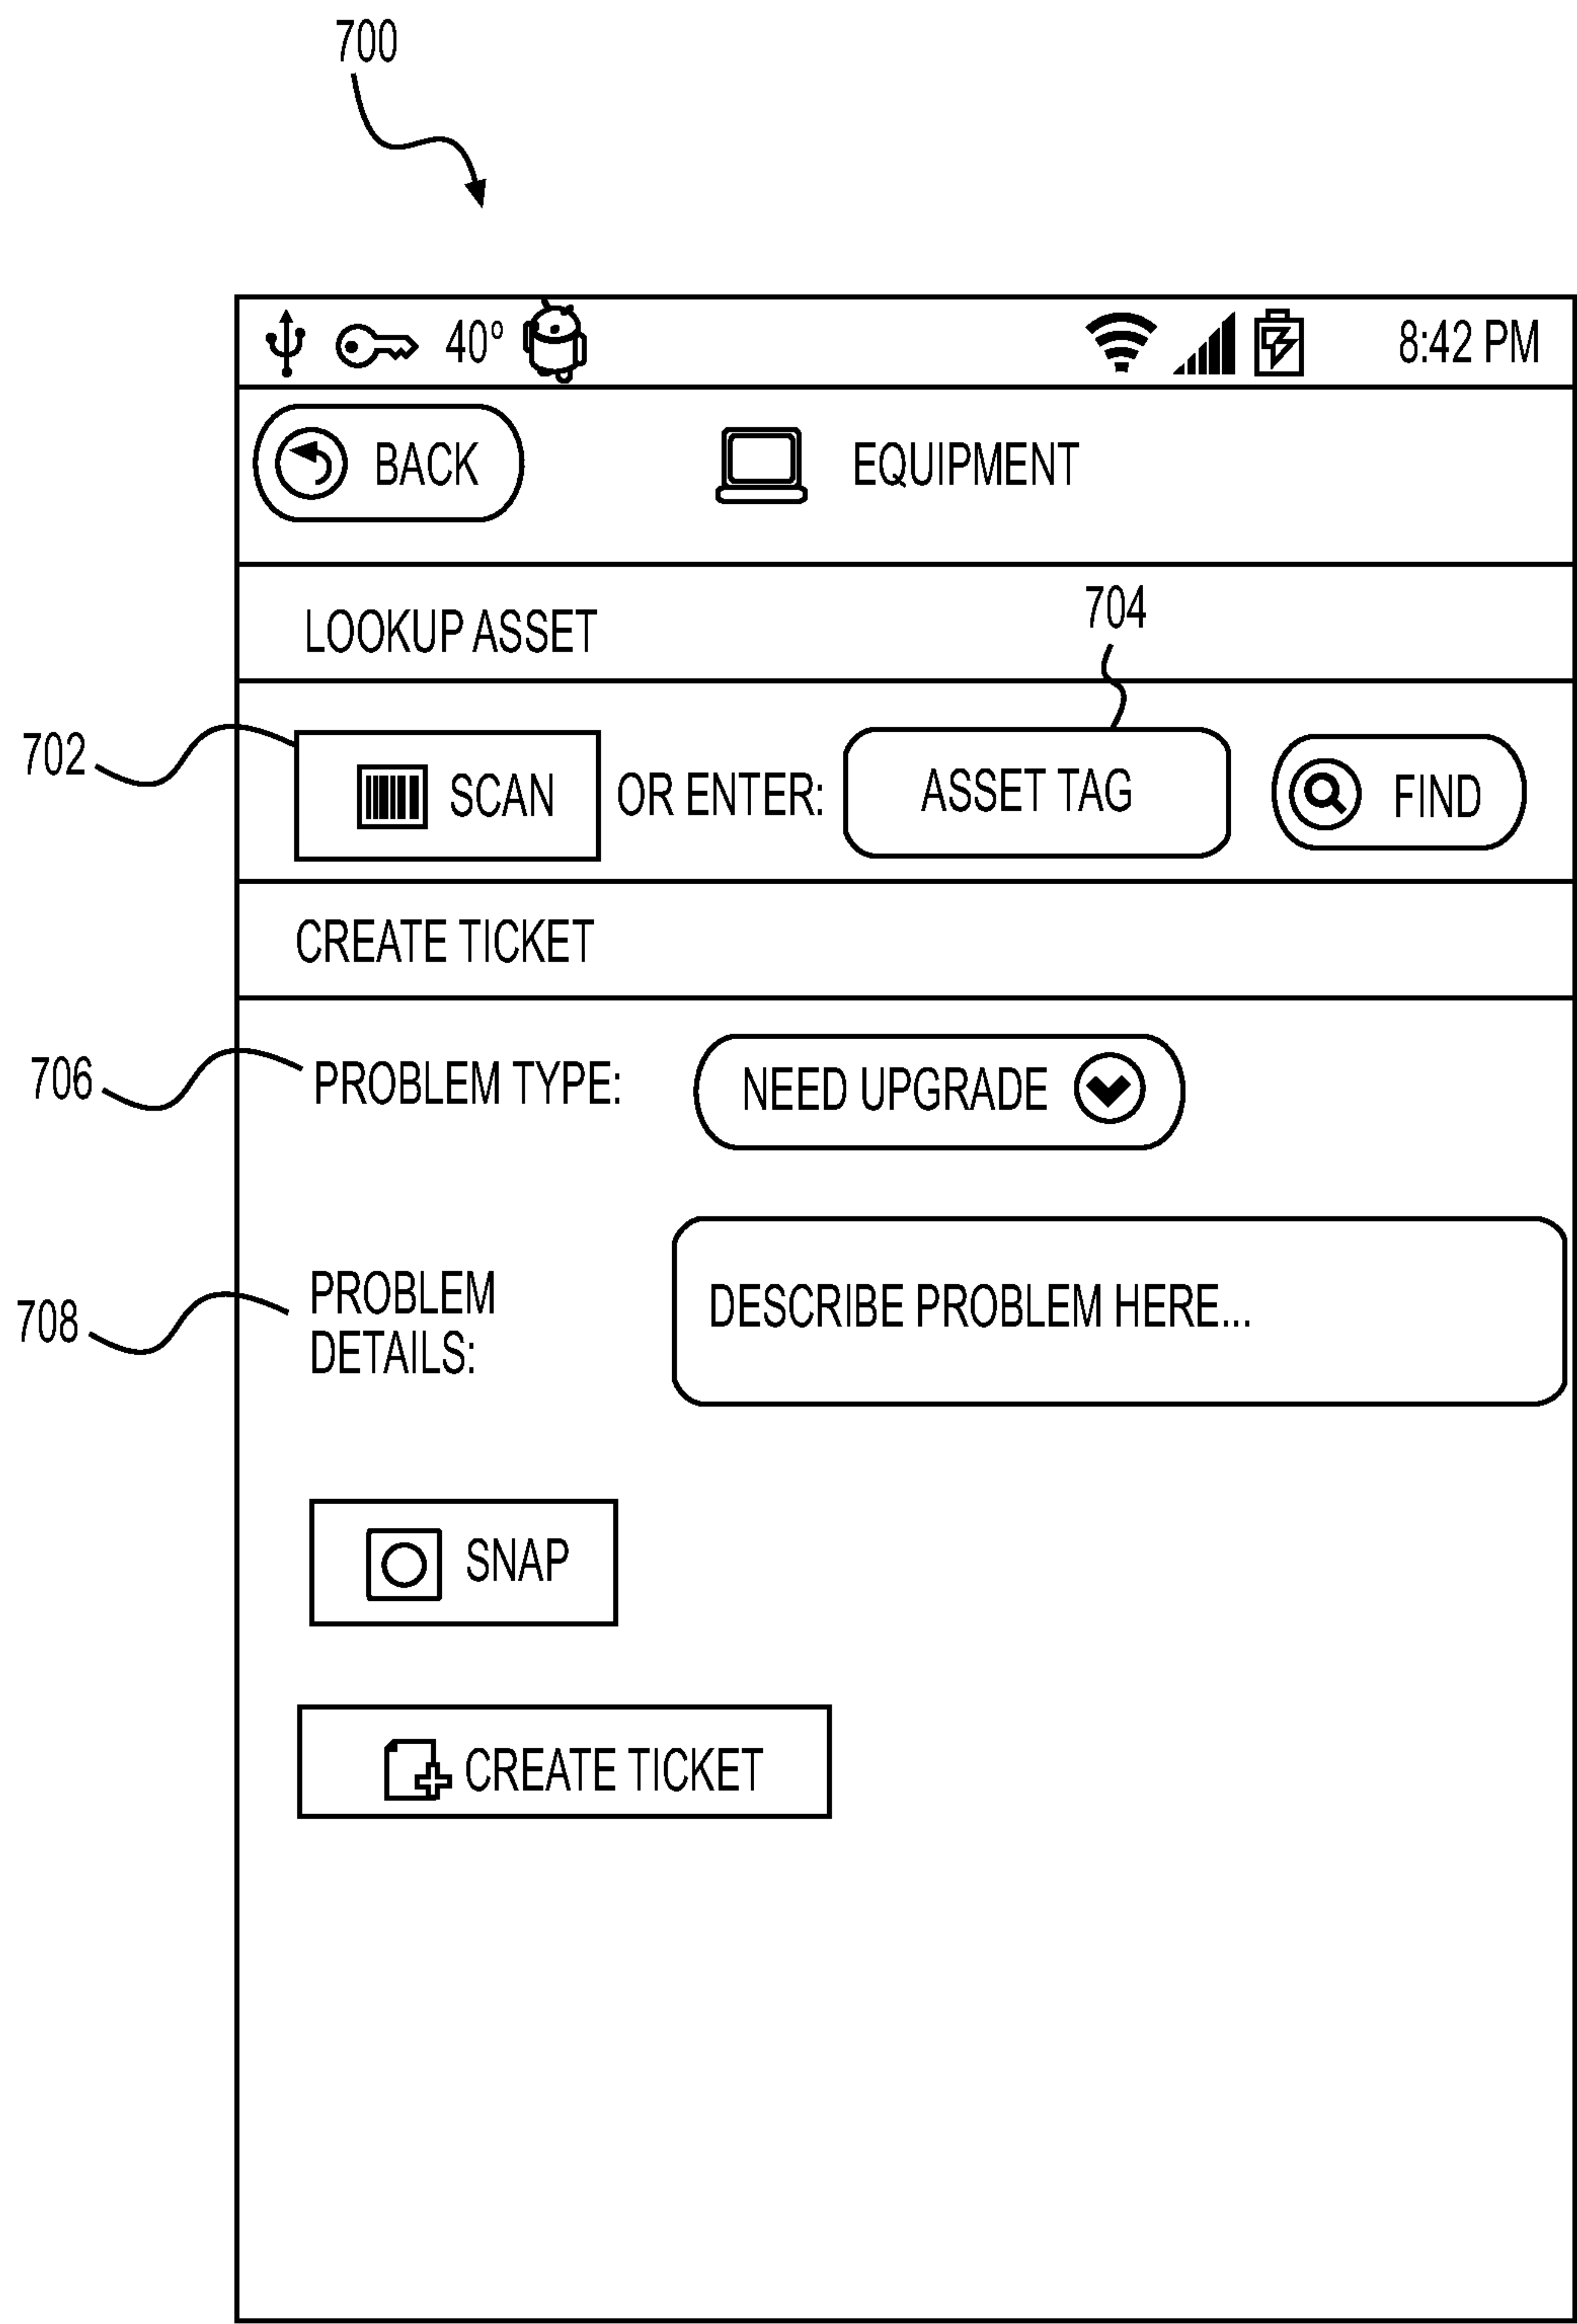 700
40° 8:42 PM
BACK EQUIPMENT
LOOKUP ASSET
704
702
SCAN OR ENTER: ASSET TAG FIND
CREATE TICKET
706
PROBLEM TYPE: NEED UPGRADE
708
PROBLEM
DETAILS:
DESCRIBE PROBLEM HERE...
SNAP
CREATE TICKET